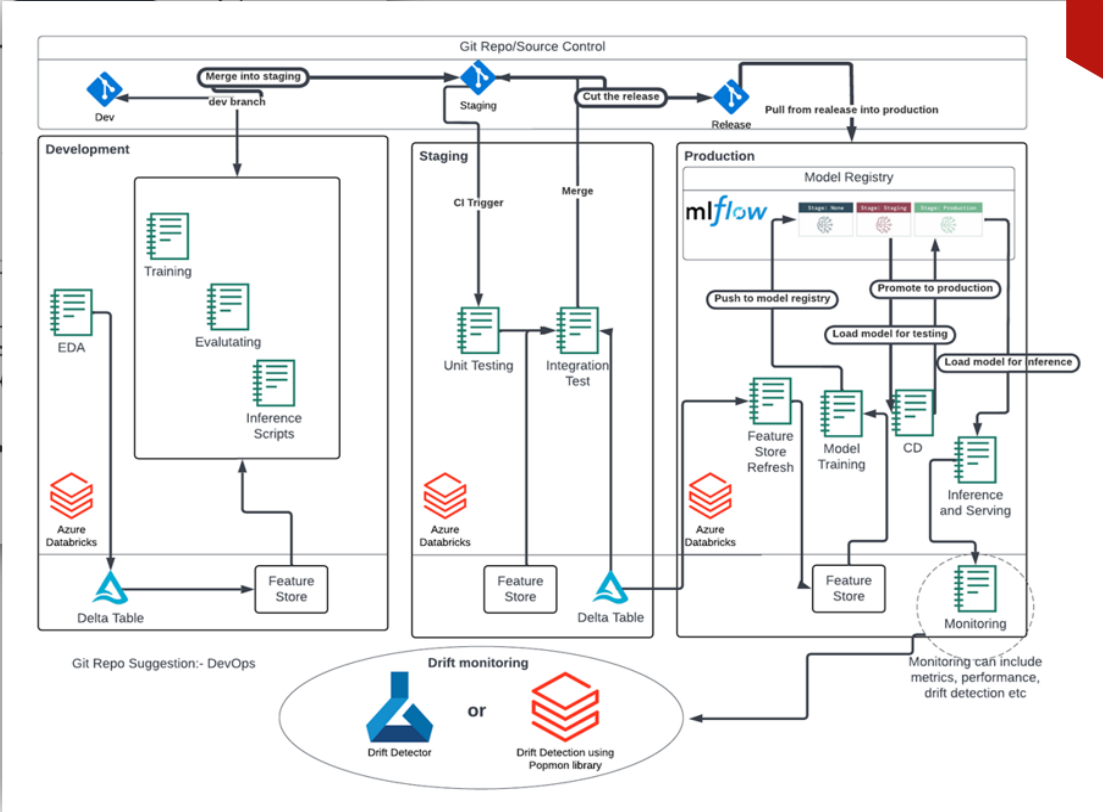 Git Repo/Source Control
Merge into staging
dev branch
Dev
Staging
Cut the release
Release
Pull from realease into production
Development
Training
Evalutating
Inference
Scripts
EDA
Azure
Databricks
Delta Table
Feature
Store
Staging
CI Trigger
Merge
Unit Testing
Integration
Test
Azure
Databricks
Feature
Store
Delta Table
Production
Model Registry
mlflow
Stage: None
Stage: Staging
Stage: Production
Push to model registry
Promote to production
Load model for testing
Load model for inference
Feature
Store
Refresh
Model
Training
CD
Inference
and Serving
Azure
Databricks
Feature
Store
Monitoring
Monitoring can include
metrics, performance,
drift detection etc
Git Repo Suggestion:- DevOps
Drift monitoring
or
Drift Detector
Drift Detection using
Popmon library